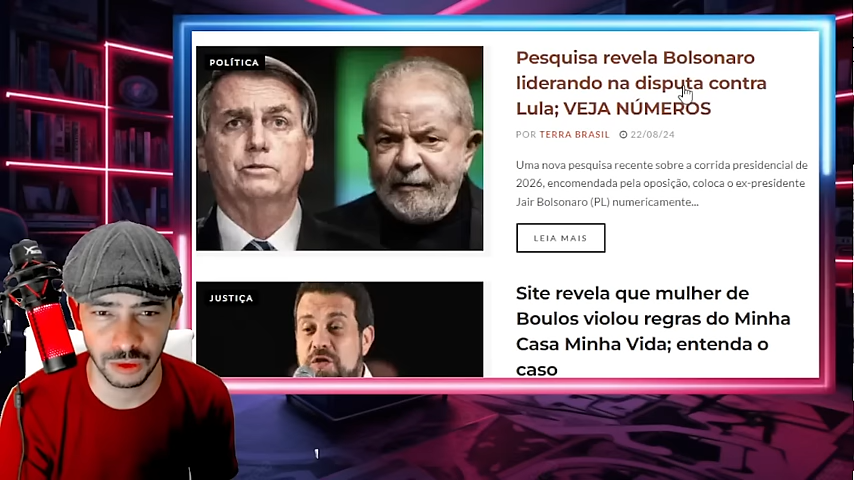 POLÍTICA
Pesquisa revela Bolsonaro
liderando na disputa contra
Lula; VEJA NÚMEROS
POR TERRA BRASIL 22/08/24
Uma nova pesquisa recente sobre a corrida presidencial de
2026, encomendada pela oposição, coloca o ex-presidente
Jair Bolsonaro (PL) numericamente...
LEIA MAIS
JUSTIÇA
Site revela que mulher de
Boulos violou regras do Minha
Casa Minha Vida; entenda o
caso